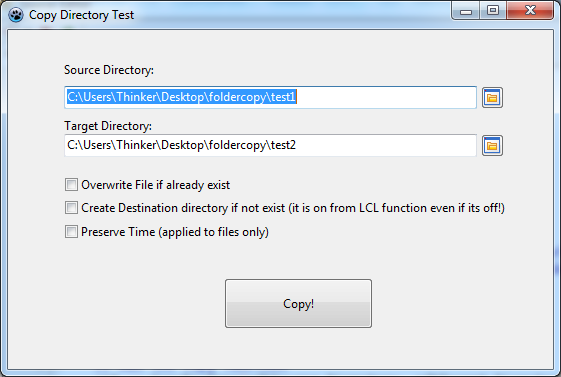 Copy Directory Test
Source Directory:
C:\Users\Thinker\Desktop\foldercopy\test1
Target Directory:
C:\Users\Thinker\Desktop\foldercopy\test2
Overwrite File if already exist
Create Destination directory if not exist (it is on from LCL function even if its off!)
Preserve Time (applied to files only)
Copy!